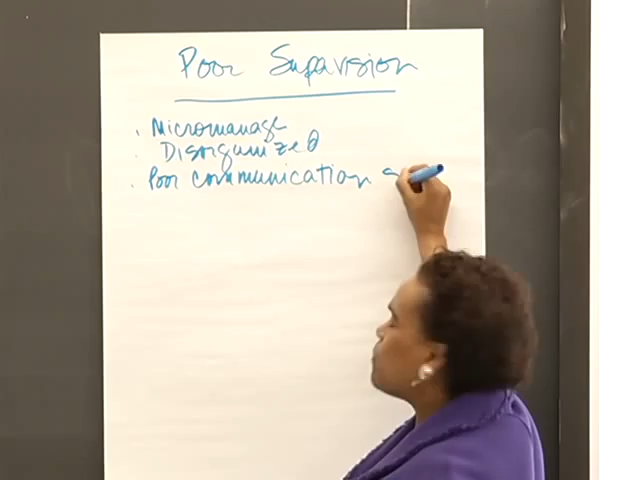 Poor Supervision
. Micromanage
. Disorganized
. Poor communication s